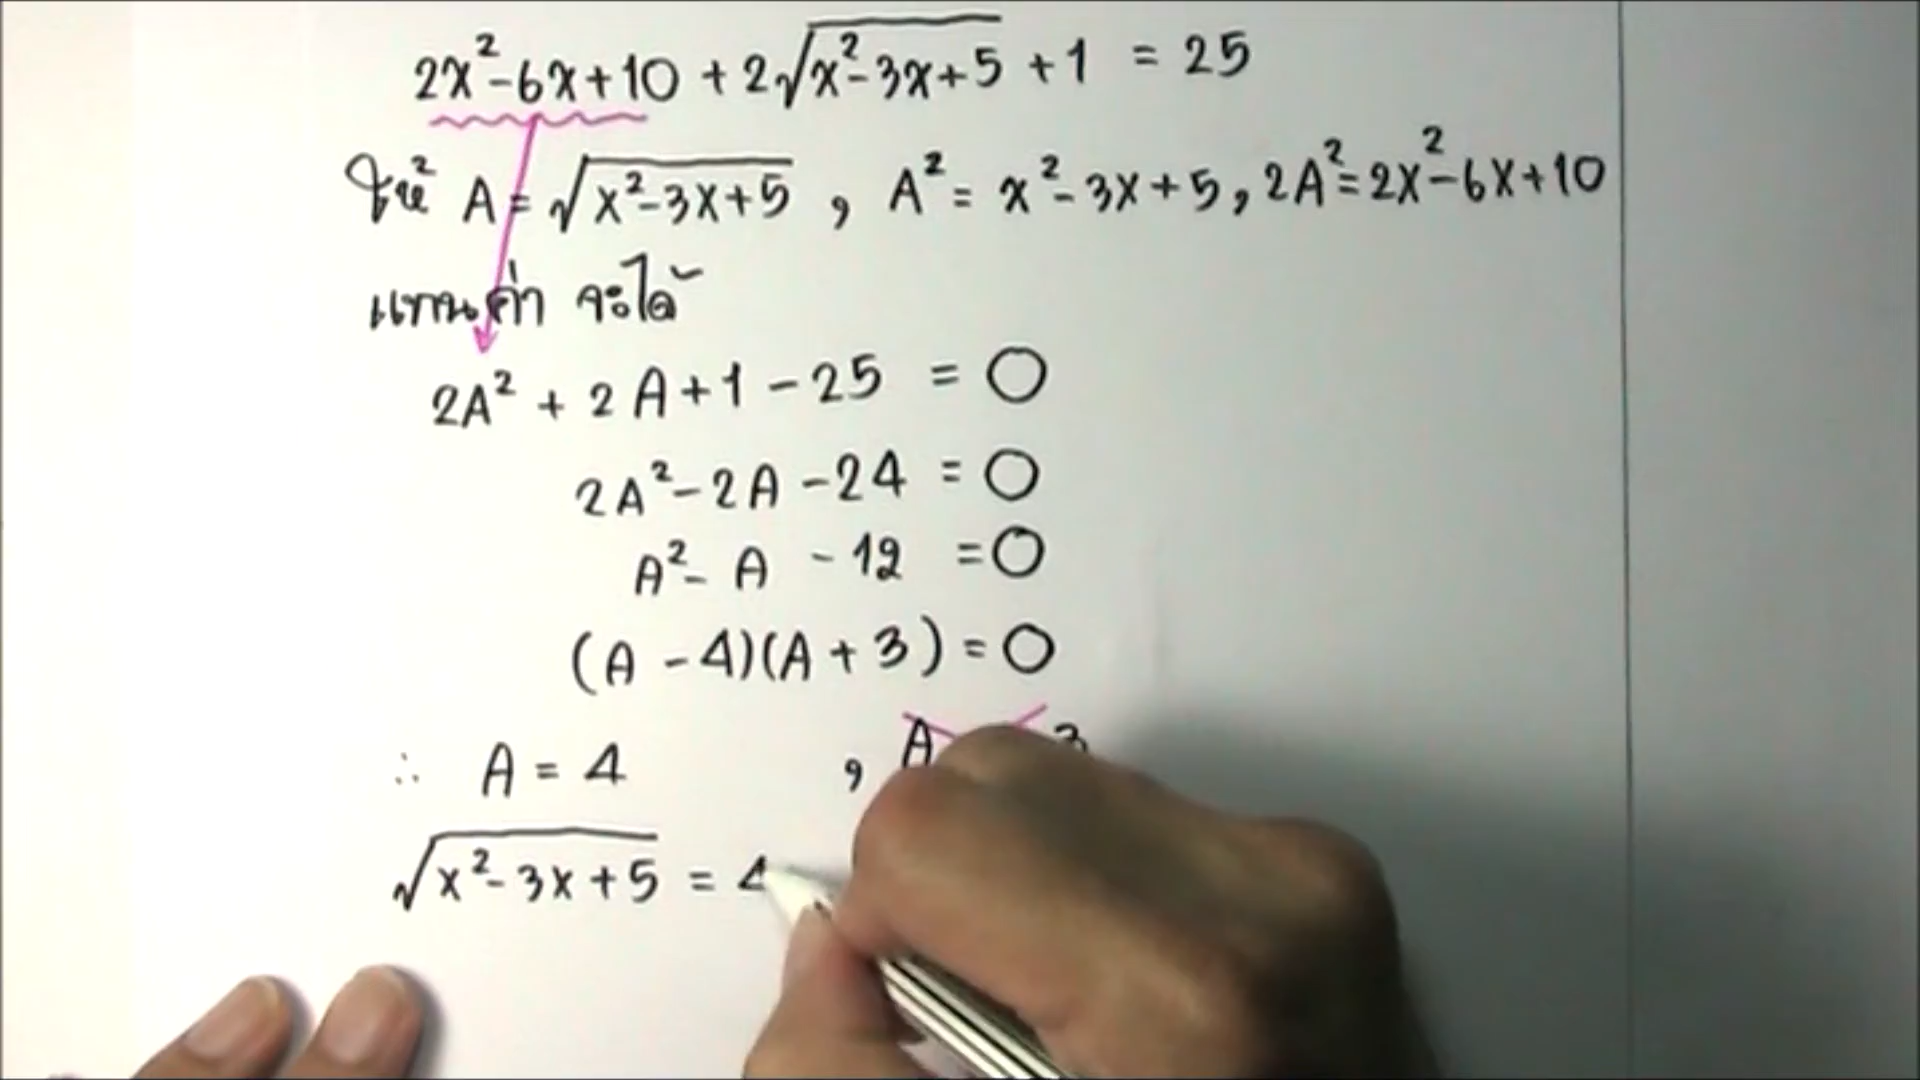 2x²-6x+10 + 2√(x²-3x+5) + 1 = 25
ให้ A = √(x²-3x+5) , A² = x²-3x+5 , 2A² = 2x²-6x+10
แทนค่า จะได้
2A² + 2A + 1 - 25 = 0
2A² - 2A - 24 = 0
A² - A - 12 = 0
(A - 4)(A + 3) = 0
∴ A = 4 , A 3
√(x²-3x+5) = 4